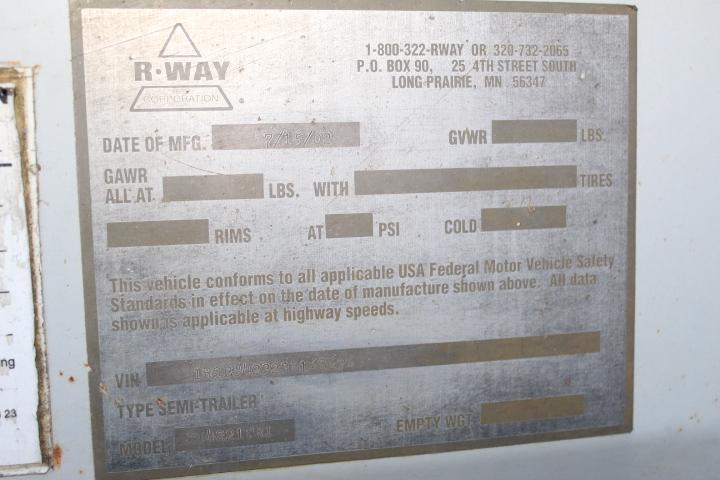 R·WAY
CORPORATION
1-800-322-RWAY OR 320-732-2065
P.O. BOX 90, 25 4TH STREET SOUTH
LONG PRAIRIE, MN 56347
DATE OF MFG. GVWR LBS.
GAWR
ALL AT LBS. WITH TIRES
RIMS AT PSI COLD
This vehicle conforms to all applicable USA Federal Motor Vehicle Safety
Standards in effect on the date of manufacture shown above. All data
shown is applicable at highway speeds.
VIN
TYPE SEMI-TRAILER
MODEL EMPTY WGT
23